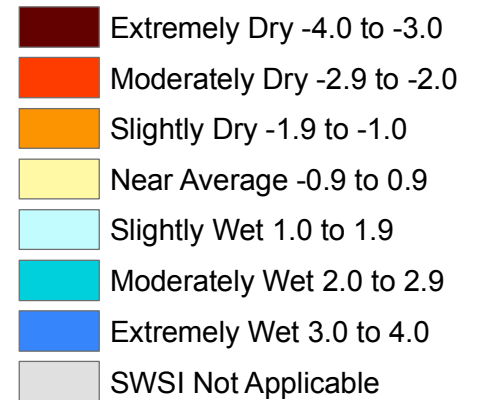 Extremely Dry -4.0 to -3.0
Moderately Dry -2.9 to -2.0
Slightly Dry -1.9 to -1.0
Near Average -0.9 to 0.9
Slightly Wet 1.0 to 1.9
Moderately Wet 2.0 to 2.9
Extremely Wet 3.0 to 4.0
SWSI Not Applicable